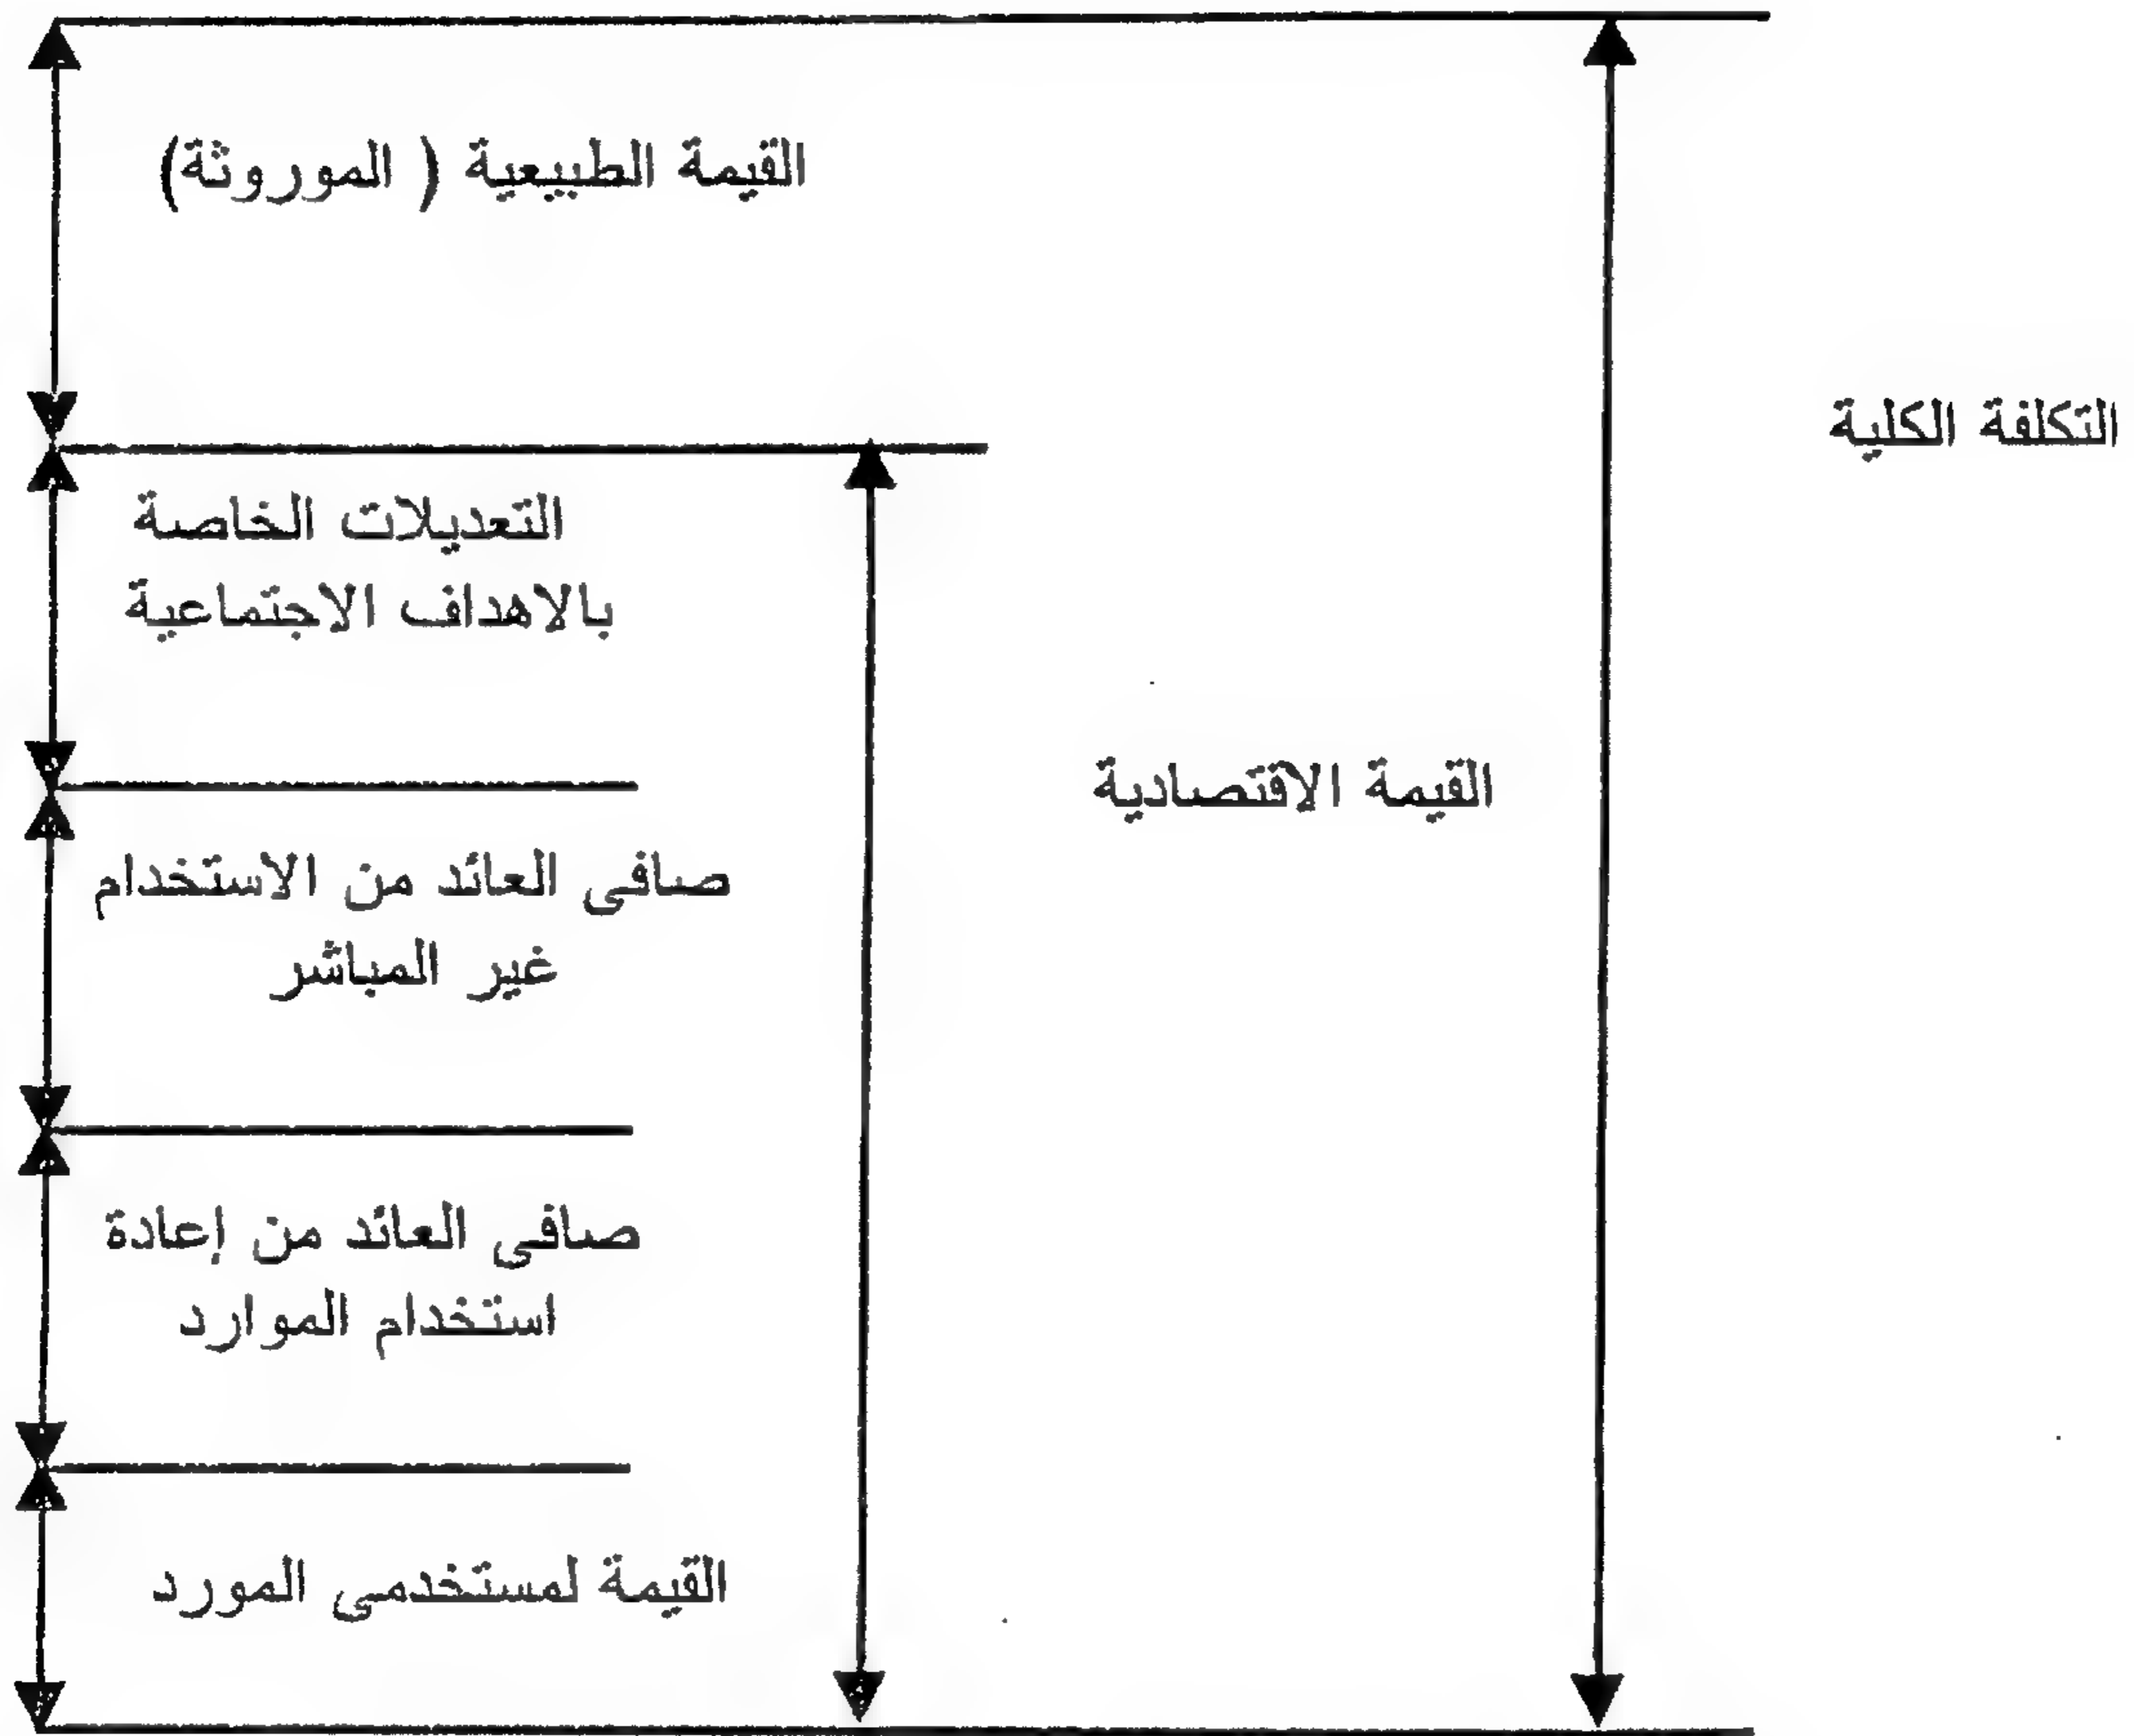 القيمة الطبيعية ( الموروثة)
التكلفة الكلية
التعديلات الخاصة
بالاهداف الاجتماعية
القيمة الاقتصادية
صافى العائد من الاستخدام
غير المباشر
صافى العائد من إعادة
استخدام الموارد
القيمة لمستخدمى المورد